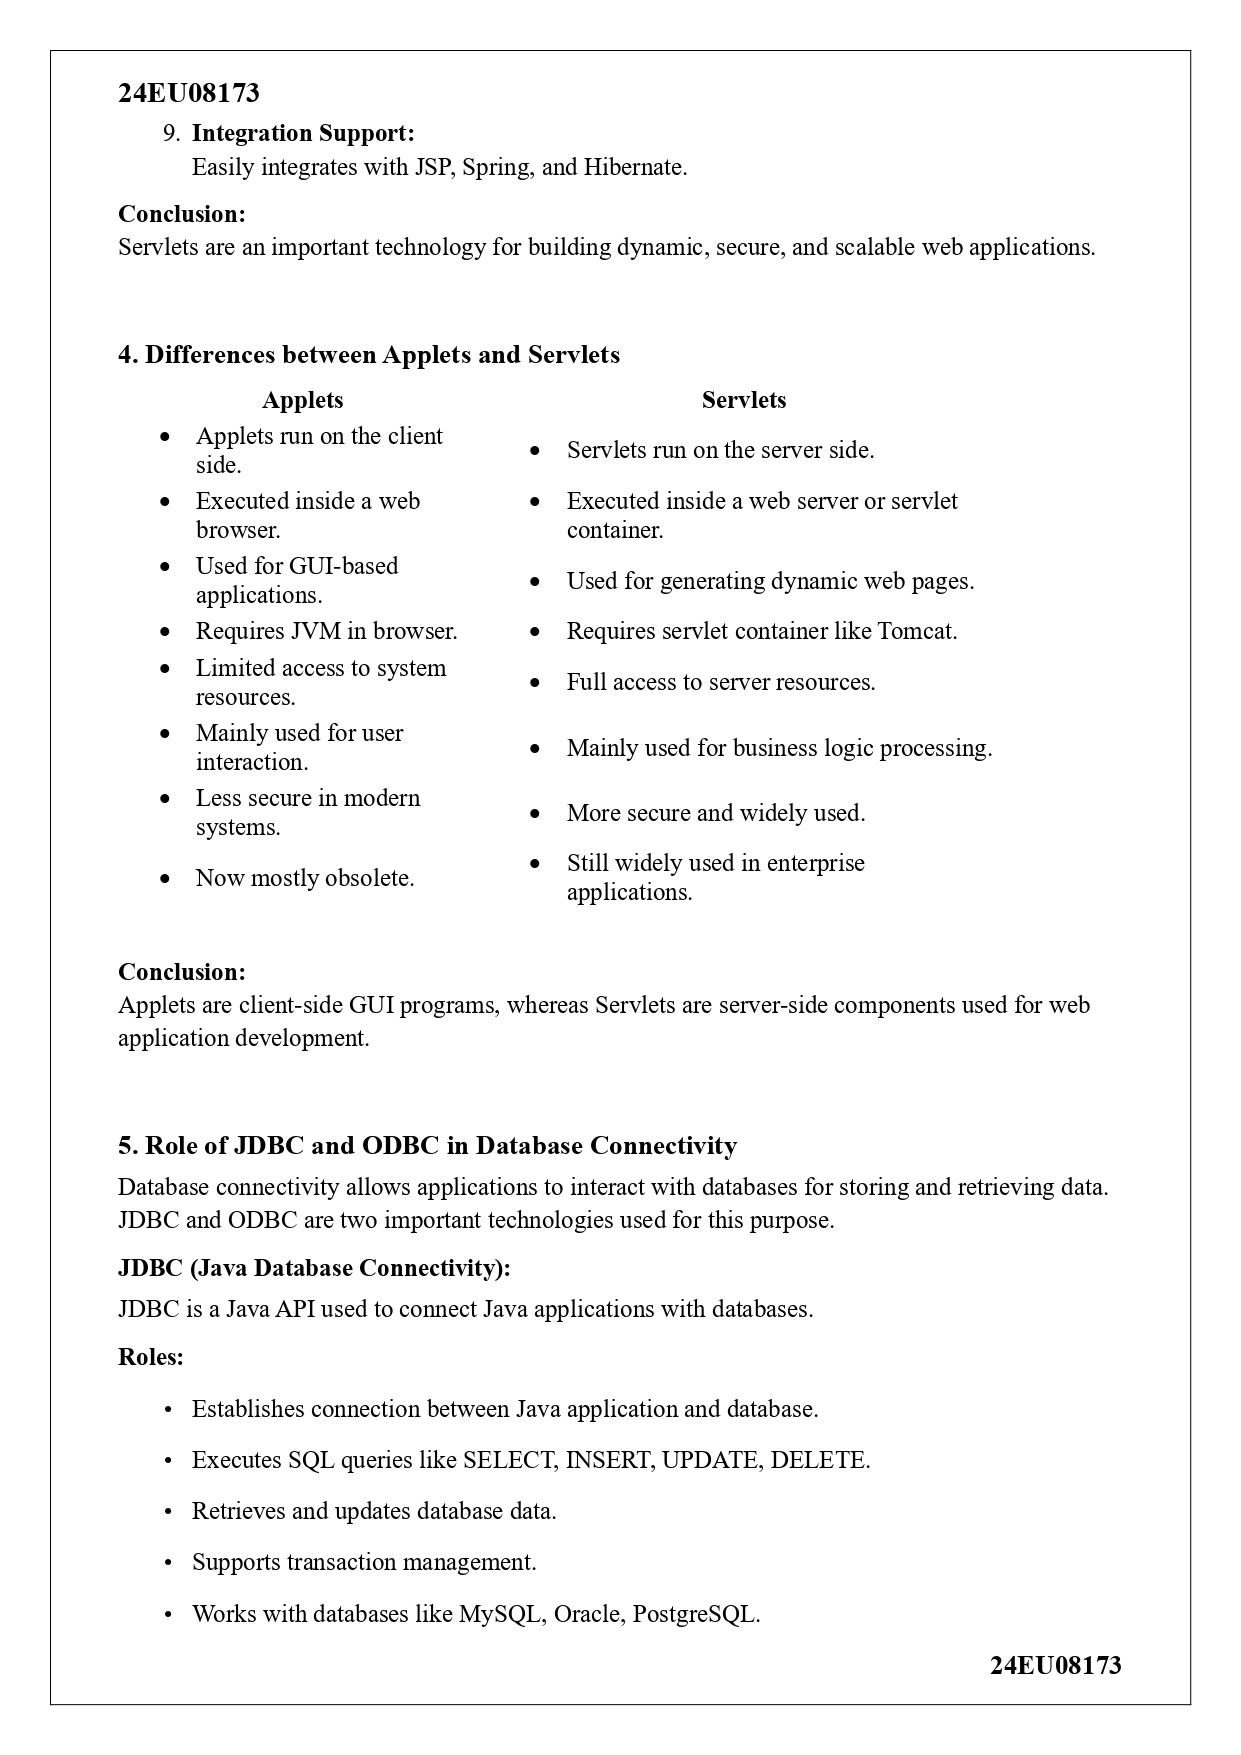 24EU08173
9. Integration Support:
Easily integrates with JSP, Spring, and Hibernate.
Conclusion:
Servlets are an important technology for building dynamic, secure, and scalable web applications.
4. Differences between Applets and Servlets
Applets Servlets
• Applets run on the client
side.
• Servlets run on the server side.
• Executed inside a web
browser.
• Executed inside a web server or servlet
container.
• Used for GUI-based
applications.
• Used for generating dynamic web pages.
• Requires JVM in browser.
• Requires servlet container like Tomcat.
• Limited access to system
resources.
• Full access to server resources.
• Mainly used for user
interaction.
• Mainly used for business logic processing.
• Less secure in modern
systems.
• More secure and widely used.
• Now mostly obsolete.
• Still widely used in enterprise
applications.
Conclusion:
Applets are client-side GUI programs, whereas Servlets are server-side components used for web
application development.
5. Role of JDBC and ODBC in Database Connectivity
Database connectivity allows applications to interact with databases for storing and retrieving data.
JDBC and ODBC are two important technologies used for this purpose.
JDBC (Java Database Connectivity):
JDBC is a Java API used to connect Java applications with databases.
Roles:
• Establishes connection between Java application and database.
• Executes SQL queries like SELECT, INSERT, UPDATE, DELETE.
• Retrieves and updates database data.
• Supports transaction management.
• Works with databases like MySQL, Oracle, PostgreSQL.
24EU08173